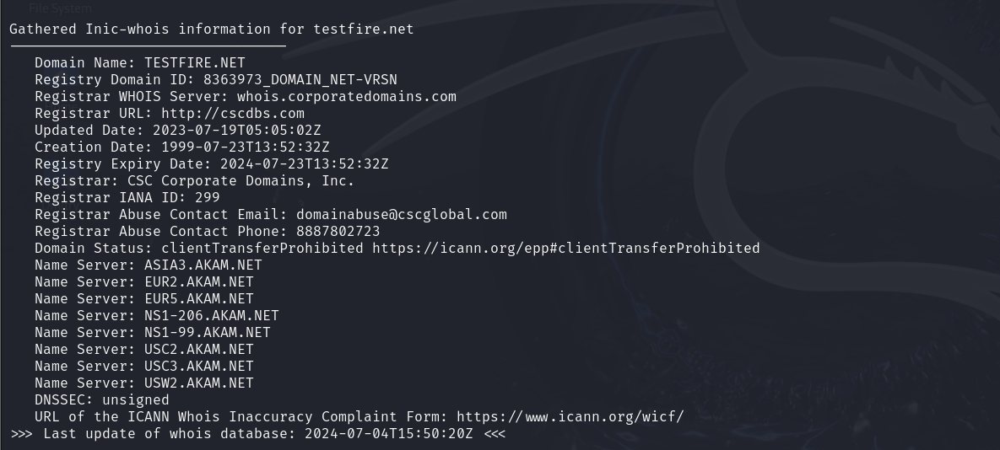 File System
Gathered Inic-whois information for testfire.net
Domain Name: TESTFIRE.NET
Registry Domain ID: 8363973_DOMAIN_NET-VRSN
Registrar WHOIS Server: whois.corporatedomains.com
Registrar URL: http://cscdbs.com
Updated Date: 2023-07-19T05:05:02Z
Creation Date: 1999-07-23T13:52:32Z
Registry Expiry Date: 2024-07-23T13:52:32Z
Registrar: CSC Corporate Domains, Inc.
Registrar IANA ID: 299
Registrar Abuse Contact Email: domainabuse@cscglobal.com
Registrar Abuse Contact Phone: 8887802723
Domain Status: clientTransferProhibited https://icann.org/epp#clientTransferProhibited
Name Server: ASIA3.AKAM.NET
Name Server: EUR2.AKAM.NET
Name Server: EUR5.AKAM.NET
Name Server: NS1-206.AKAM.NET
Name Server: NS1-99.AKAM.NET
Name Server: USC2.AKAM.NET
Name Server: USC3.AKAM.NET
Name Server: USW2.AKAM.NET
DNSSEC: unsigned
URL of the ICANN Whois Inaccuracy Complaint Form: https://www.icann.org/wicf/
>>> Last update of whois database: 2024-07-04T15:50:20Z <<<